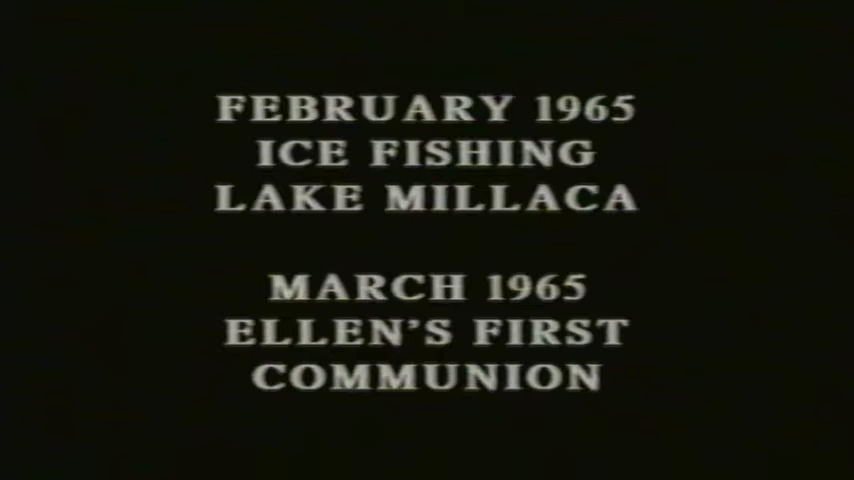 FEBRUARY 1965
ICE FISHING
LAKE MILLACA
MARCH 1965
ELLEN'S FIRST
COMMUNION